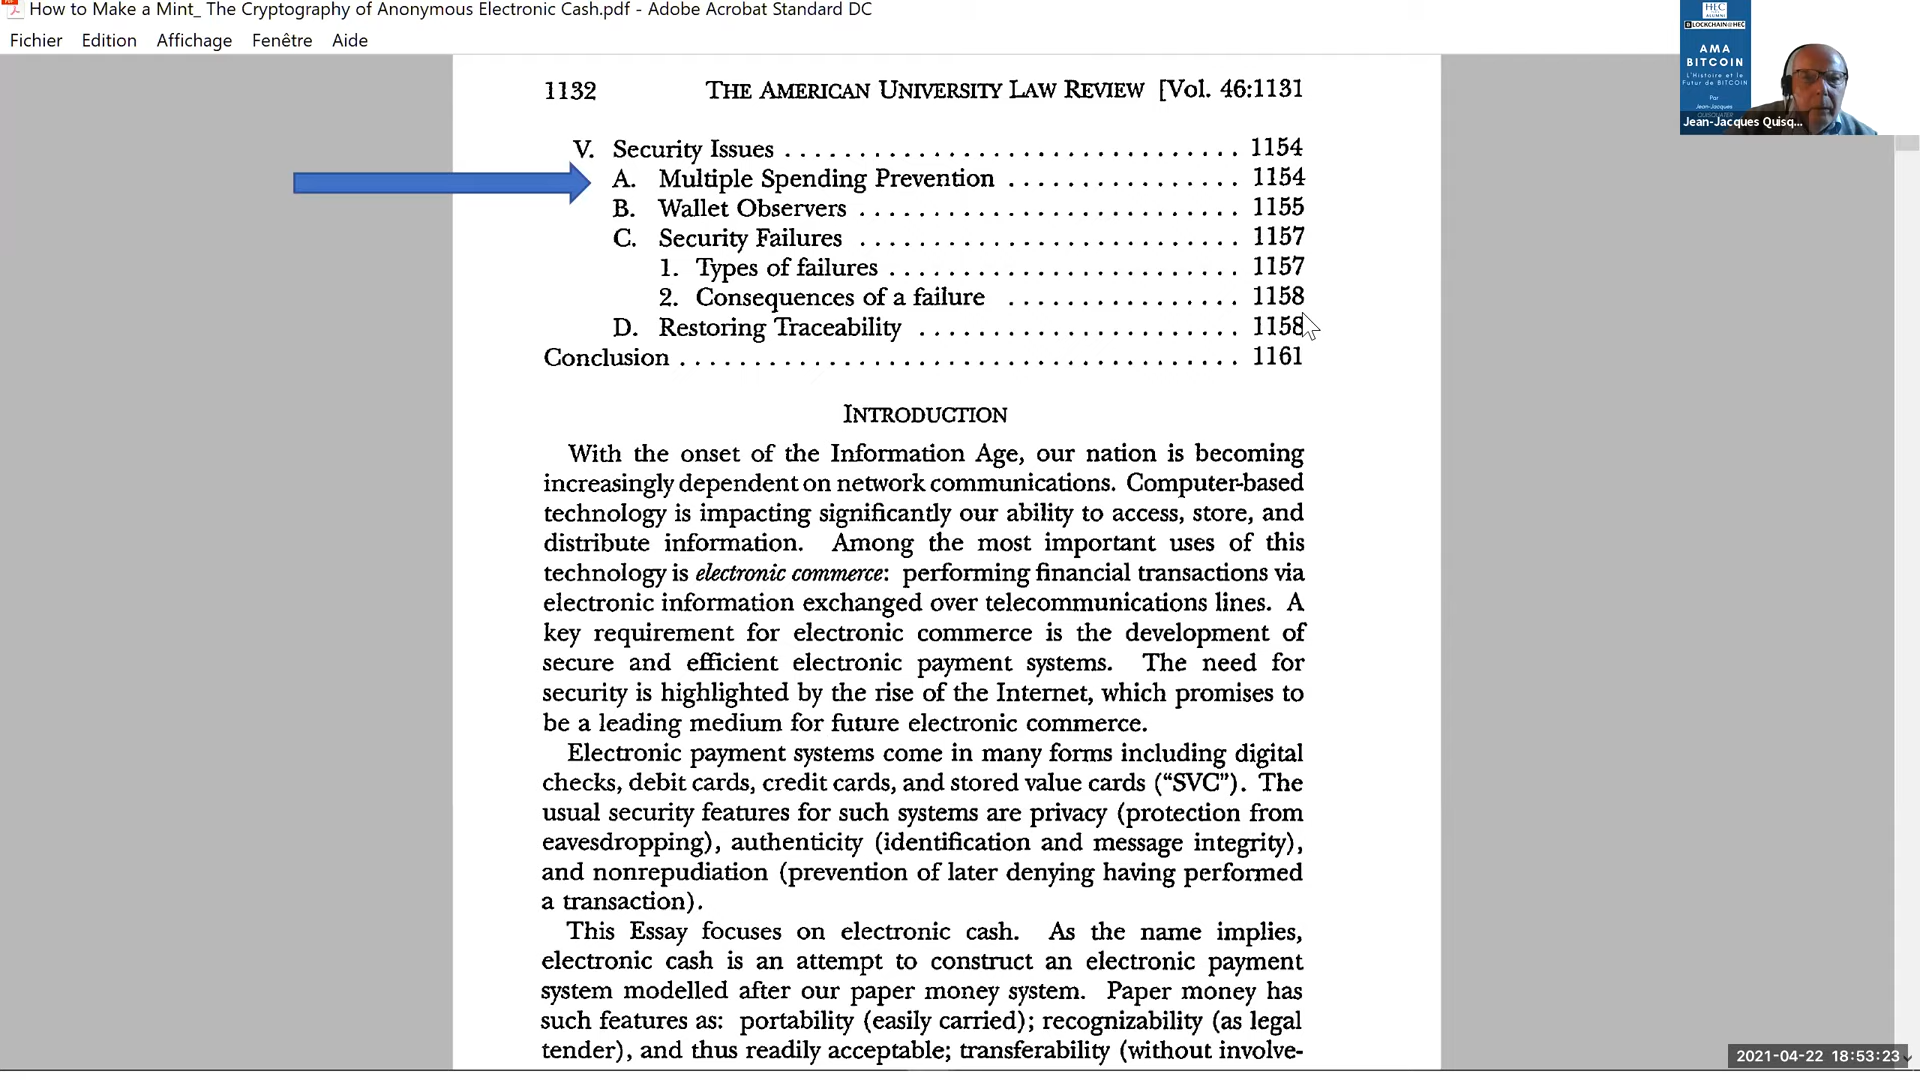 How to Make a Mint_ The Cryptography of Anonymous Electronic Cash.pdf - Adobe Acrobat Standard DC
Fichier Edition Affichage Fenêtre Aide
HEC
BLOCKCHAIN@HEC
AMA
BITCOIN
L'Histoire et le
Futur de BITCOIN
Par
Jean-Jacques
Jean-Jacques Quisq...
1132 THE AMERICAN UNIVERSITY LAW REVIEW [Vol. 46:1131
V. Security Issues . . . . . . . . . . . . . . . . . . . . . . . . . . . . . . . 1154
A. Multiple Spending Prevention . . . . . . . . . . . . . . . . 1154
B. Wallet Observers . . . . . . . . . . . . . . . . . . . . . . . . . . 1155
C. Security Failures . . . . . . . . . . . . . . . . . . . . . . . . . . 1157
1. Types of failures . . . . . . . . . . . . . . . . . . . . . . . . 1157
2. Consequences of a failure . . . . . . . . . . . . . . . . 1158
D. Restoring Traceability . . . . . . . . . . . . . . . . . . . . . . 1158
Conclusion . . . . . . . . . . . . . . . . . . . . . . . . . . . . . . . . . . . . . . 1161
INTRODUCTION
With the onset of the Information Age, our nation is becoming
increasingly dependent on network communications. Computer-based
technology is impacting significantly our ability to access, store, and
distribute information. Among the most important uses of this
technology is electronic commerce: performing financial transactions via
electronic information exchanged over telecommunications lines. A
key requirement for electronic commerce is the development of
secure and efficient electronic payment systems. The need for
security is highlighted by the rise of the Internet, which promises to
be a leading medium for future electronic commerce.
Electronic payment systems come in many forms including digital
checks, debit cards, credit cards, and stored value cards (“SVC”). The
usual security features for such systems are privacy (protection from
eavesdropping), authenticity (identification and message integrity),
and nonrepudiation (prevention of later denying having performed
a transaction).
This Essay focuses on electronic cash. As the name implies,
electronic cash is an attempt to construct an electronic payment
system modelled after our paper money system. Paper money has
such features as: portability (easily carried); recognizability (as legal
tender), and thus readily acceptable; transferability (without involve-
2021-04-22 18:53:23